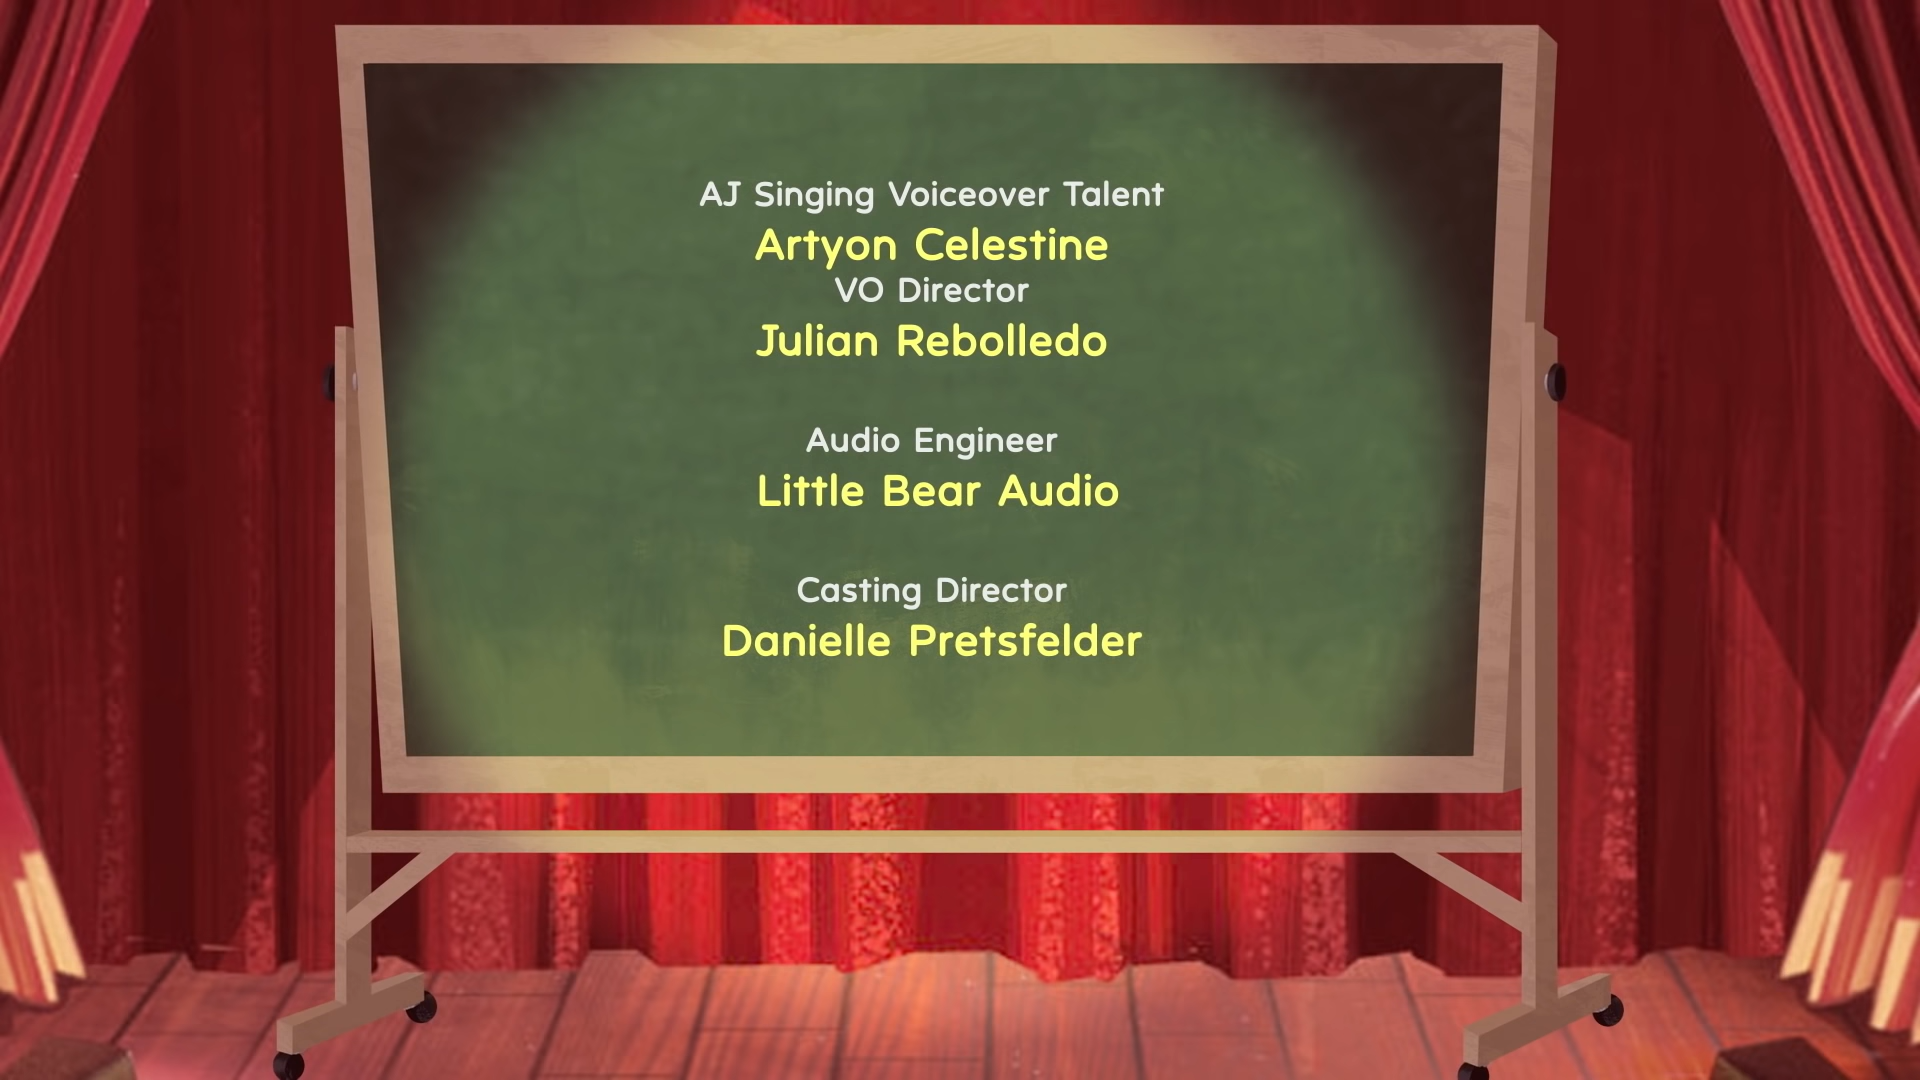 AJ Singing Voiceover Talent
Artyon Celestine
VO Director
Julian Rebolledo
Audio Engineer
Little Bear Audio
Casting Director
Danielle Pretsfelder